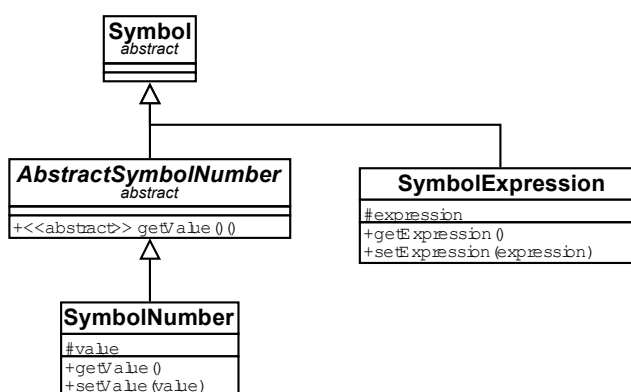 Symbol
abstract
AbstractSymbolNumber
abstract
+<<abstract>> getValue()()
SymbolExpression
#expression
+getExpression()
+setExpression(expression)
SymbolNumber
#value
+getValue()
+setValue(value)